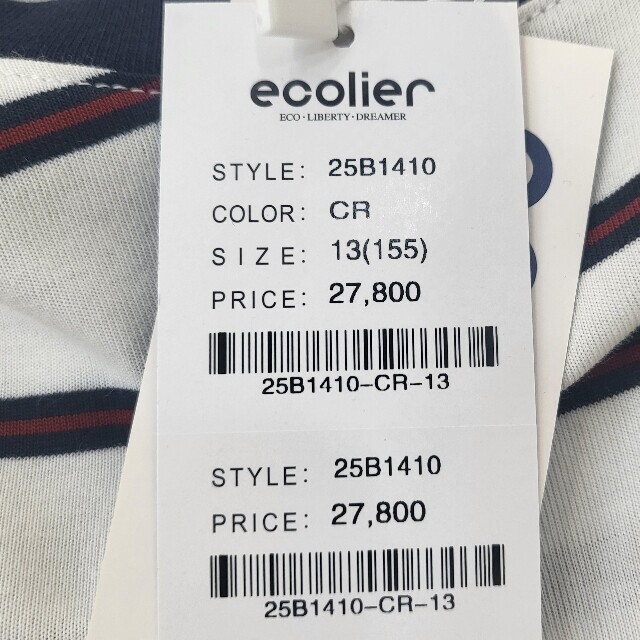 ecolier
ECO·LIBERTY·DREAMER
STYLE: 25B1410
COLOR: CR
SIZE: 13(155)
PRICE: 27,800
25B1410-CR-13
STYLE: 25B1410
PRICE: 27,800
25B1410-CR-13